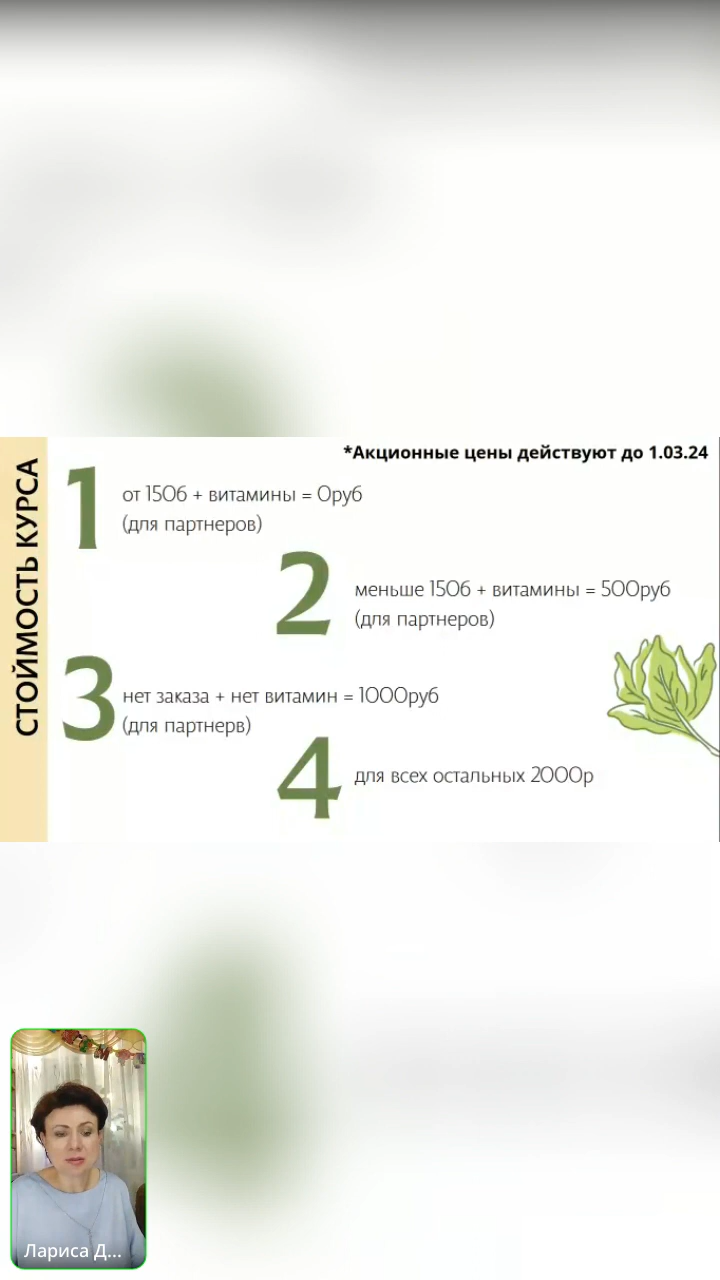 *Акционные цены действуют до 1.03.24
СТОЙМОСТЬ КУРСА
1
от 150б + витамины = 0руб
(для партнеров)
2
меньше 150б + витамины = 500руб
(для партнеров)
3
нет заказа + нет витамин = 1000руб
(для партнерв)
4
для всех остальных 2000р
Лариса Д...